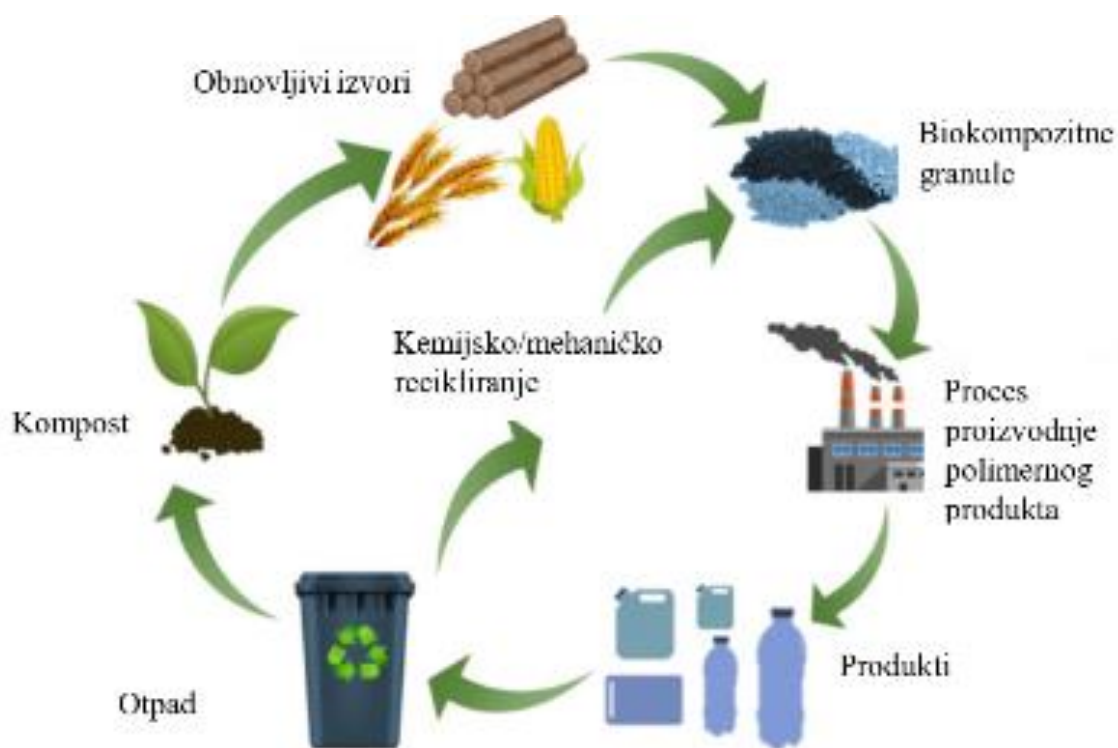 Obnovljivi izvori
Biokompozitne
granule
Kemijsko/mehaničko
recikliranje
Kompost
Proces
proizvodnje
polimernog
produkta
Produkti
Otpad